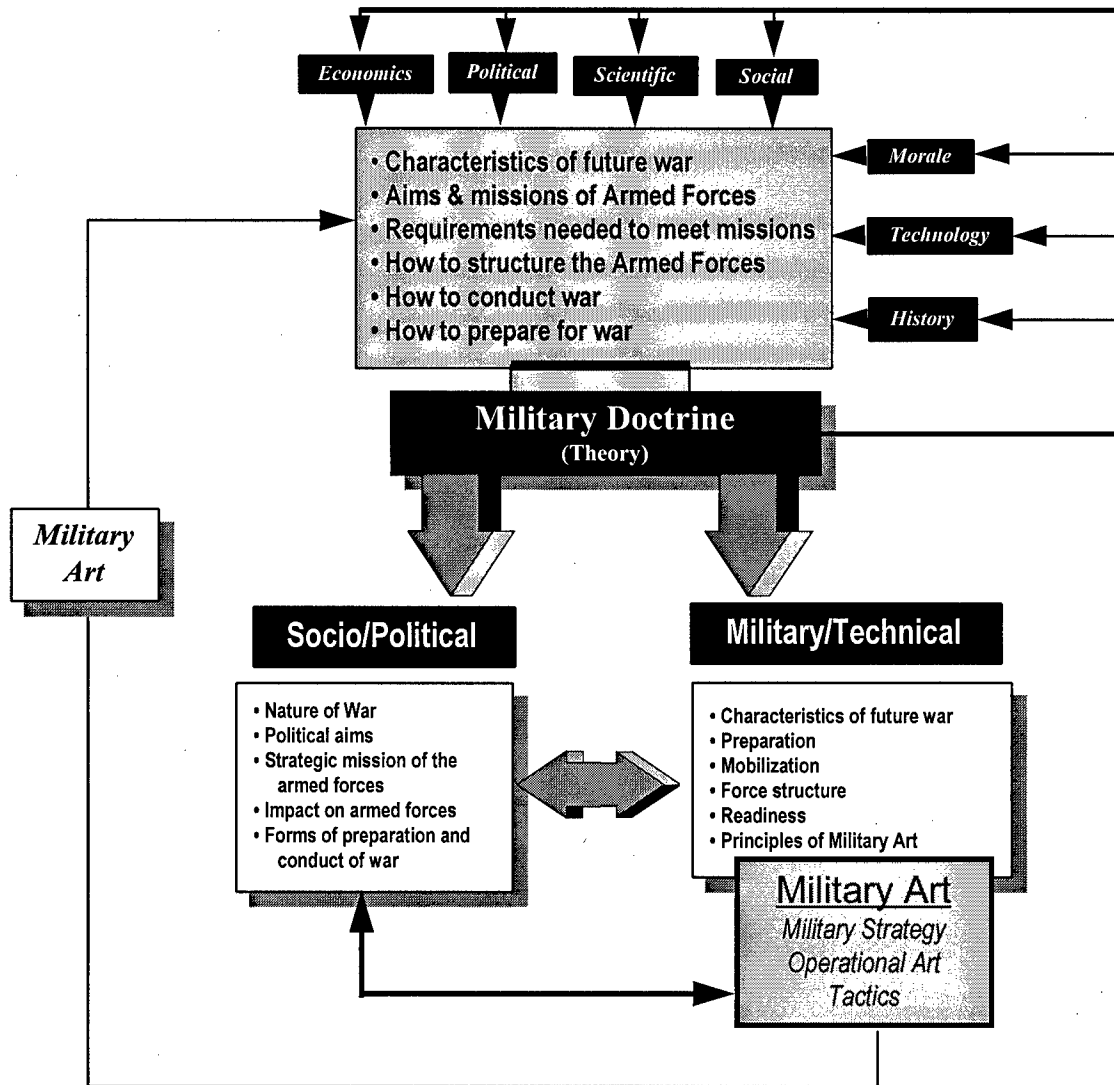 Economics
Political
Scientific
Social
• Characteristics of future war
• Aims & missions of Armed Forces
• Requirements needed to meet missions
• How to structure the Armed Forces
• How to conduct war
• How to prepare for war
Morale
Technology
History
Military Doctrine
(Theory)
Military
Art
Socio/Political
• Nature of War
• Political aims
• Strategic mission of the
armed forces
• Impact on armed forces
• Forms of preparation and
conduct of war
Military/Technical
• Characteristics of future war
• Preparation
• Mobilization
• Force structure
• Readiness
• Principles of Military Art
Military Art
Military Strategy
Operational Art
Tactics